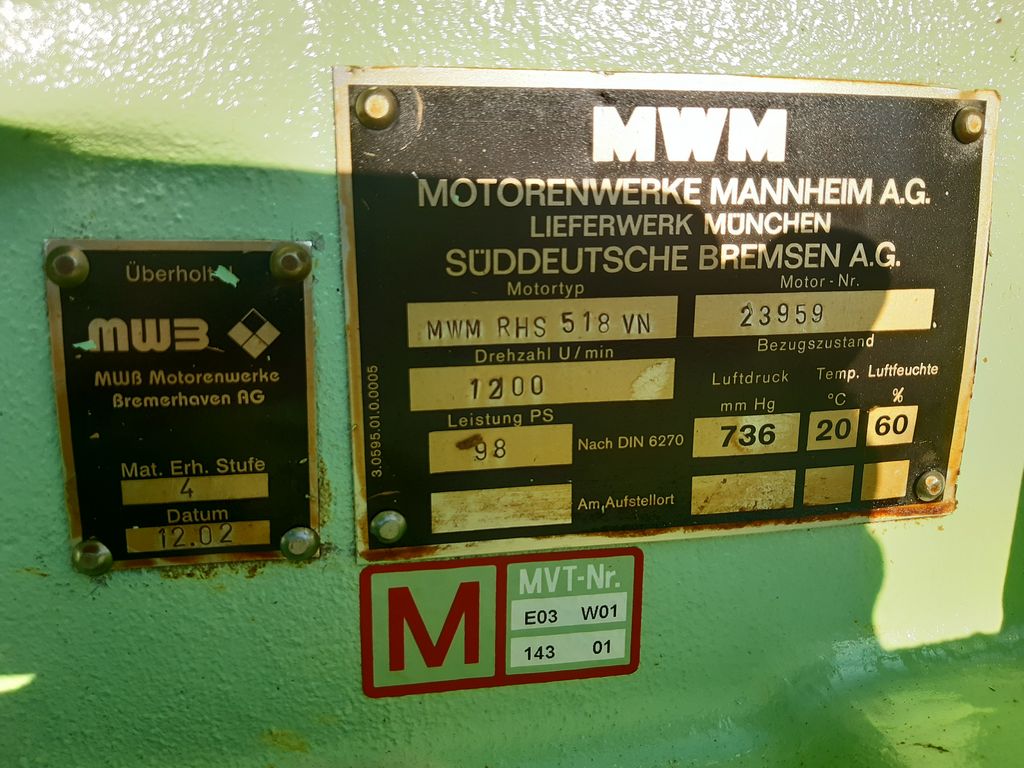 Überholt
MWB
MWB Motorenwerke
Bremerhaven AG
Mat. Erh. Stufe
4
Datum
12.02
MWM
MOTORENWERKE MANNHEIM A.G.
LIEFERWERK MÜNCHEN
SÜDDEUTSCHE BREMSEN A.G.
Motortyp Motor-Nr.
MWM RHS 518 VN 23959
Drehzahl U/min Bezugszustand
1200 Luftdruck Temp. Luftfeuchte
Leistung PS mm Hg °C %
98 Nach DIN 6270 736 20 60
Am Aufstellort
3.0595.01.0.0005
M MVT-Nr.
E03 W01
143 01